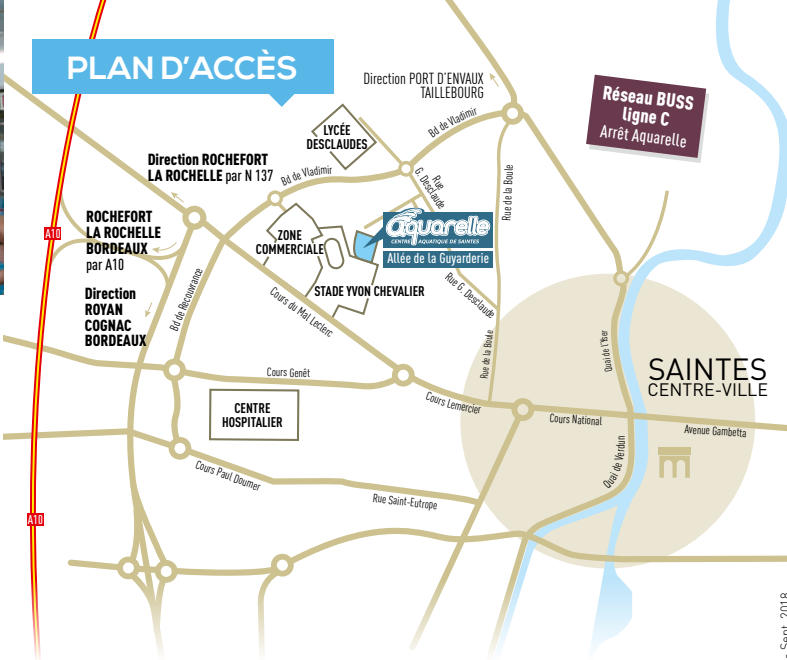 PLAN D'ACCÈS
Direction PORT D'ENVAUX
TAILLEBOURG
Réseau BUSS
ligne C
Arrêt Aquarelle
LYCÉE
DESCLAUDES
Bd de Vladimir
Direction ROCHEFORT
LA ROCHELLE par N 137
Bd de Vladimir
Rue
G. Desclaude
Rue de la Boule
A10
ROCHEFORT
LA ROCHELLE
BORDEAUX
par A10
ZONE
COMMERCIALE
aquarelle
CENTRE AQUATIQUE DE SAINTES
Allée de la Guyarderie
Direction
ROYAN
COGNAC
BORDEAUX
Bd de Recouvrance
STADE YVON CHEVALIER
Rue G. Desclaude
Cours du Mal Leclerc
Rue de la Boule
Quai de l'Yser
SAINTES
CENTRE-VILLE
Cours Genêt
CENTRE
HOSPITALIER
Cours Lemercier
Cours National
Avenue Gambetta
Quai de Verdun
Cours Paul Doumer
Rue Saint-Eutrope
A10
Sept. 2018